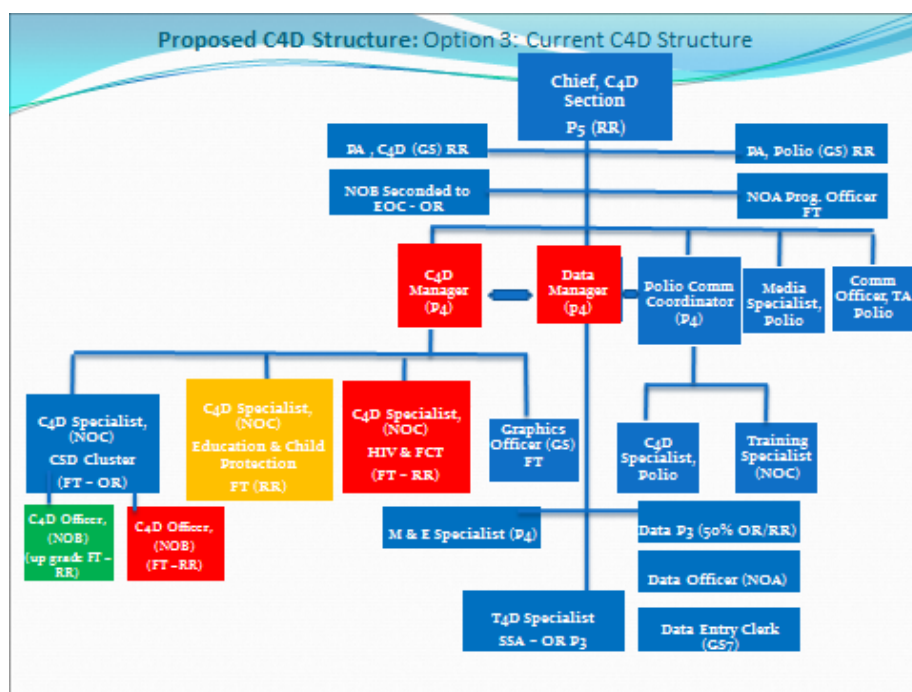 Proposed C4D Structure: Option 3: Current C4D Structure
Chief, C4D
Section
P5 (RR)
PA , C4D (GS) RR
PA, Polio (GS) RR
NOB Seconded to
EOC - OR
NOA Prog. Officer
FT
C4D
Manager
(P4)
Data
Manager
(p4)
Polio Comm
Coordinator
(P4)
Media
Specialist,
Polio
Comm
Officer, TA
Polio
C4D Specialist,
(NOC)
CSD Cluster
(FT – OR)
C4D Specialist,
(NOC)
Education & Child
Protection
FT (RR)
C4D Specialist,
(NOC)
HIV & FCT
(FT – RR)
Graphics
Officer (GS)
FT
C4D
Specialist,
Polio
Training
Specialist
(NOC)
C4D Officer,
(NOB)
(up grade FT –
RR)
C4D Officer,
(NOB)
(FT –RR)
M & E Specialist (P4)
Data P3 (50% OR/RR)
Data Officer (NOA)
T4D Specialist
SSA – OR P3
Data Entry Clerk
(GS7)